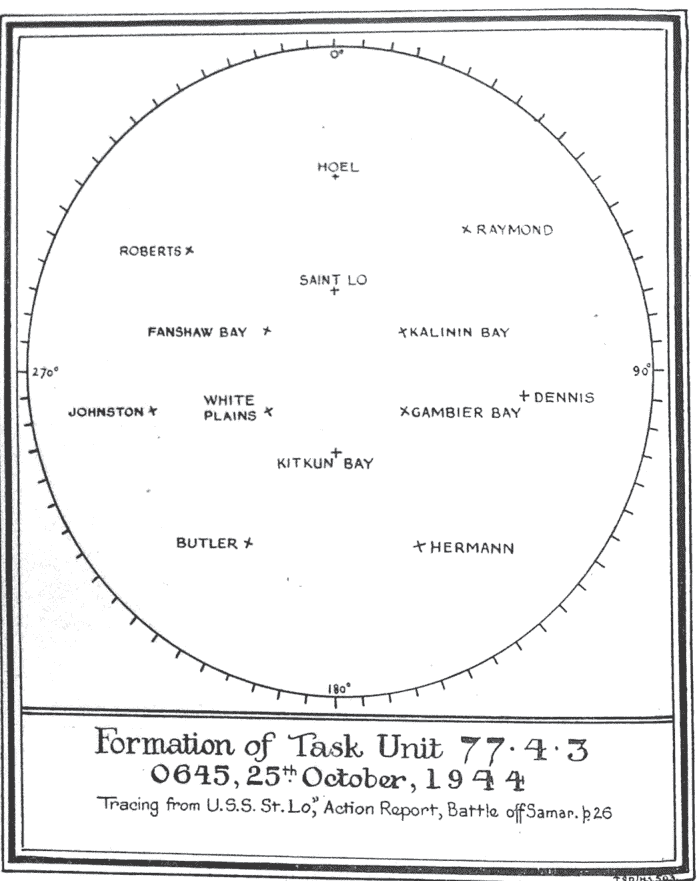 0°
HOEL
RAYMOND
ROBERTS
SAINT LO
FANSHAW BAY
KALININ BAY
270°
90°
DENNIS
JOHNSTON
WHITE
PLAINS
GAMBIER BAY
KITKUN BAY
BUTLER
HERMANN
180°
Formation of Task Unit 77.4.3
0645, 25th October, 1944
Tracing from U.S.S. St. Lo," Action Report, Battle off Samar. p.26